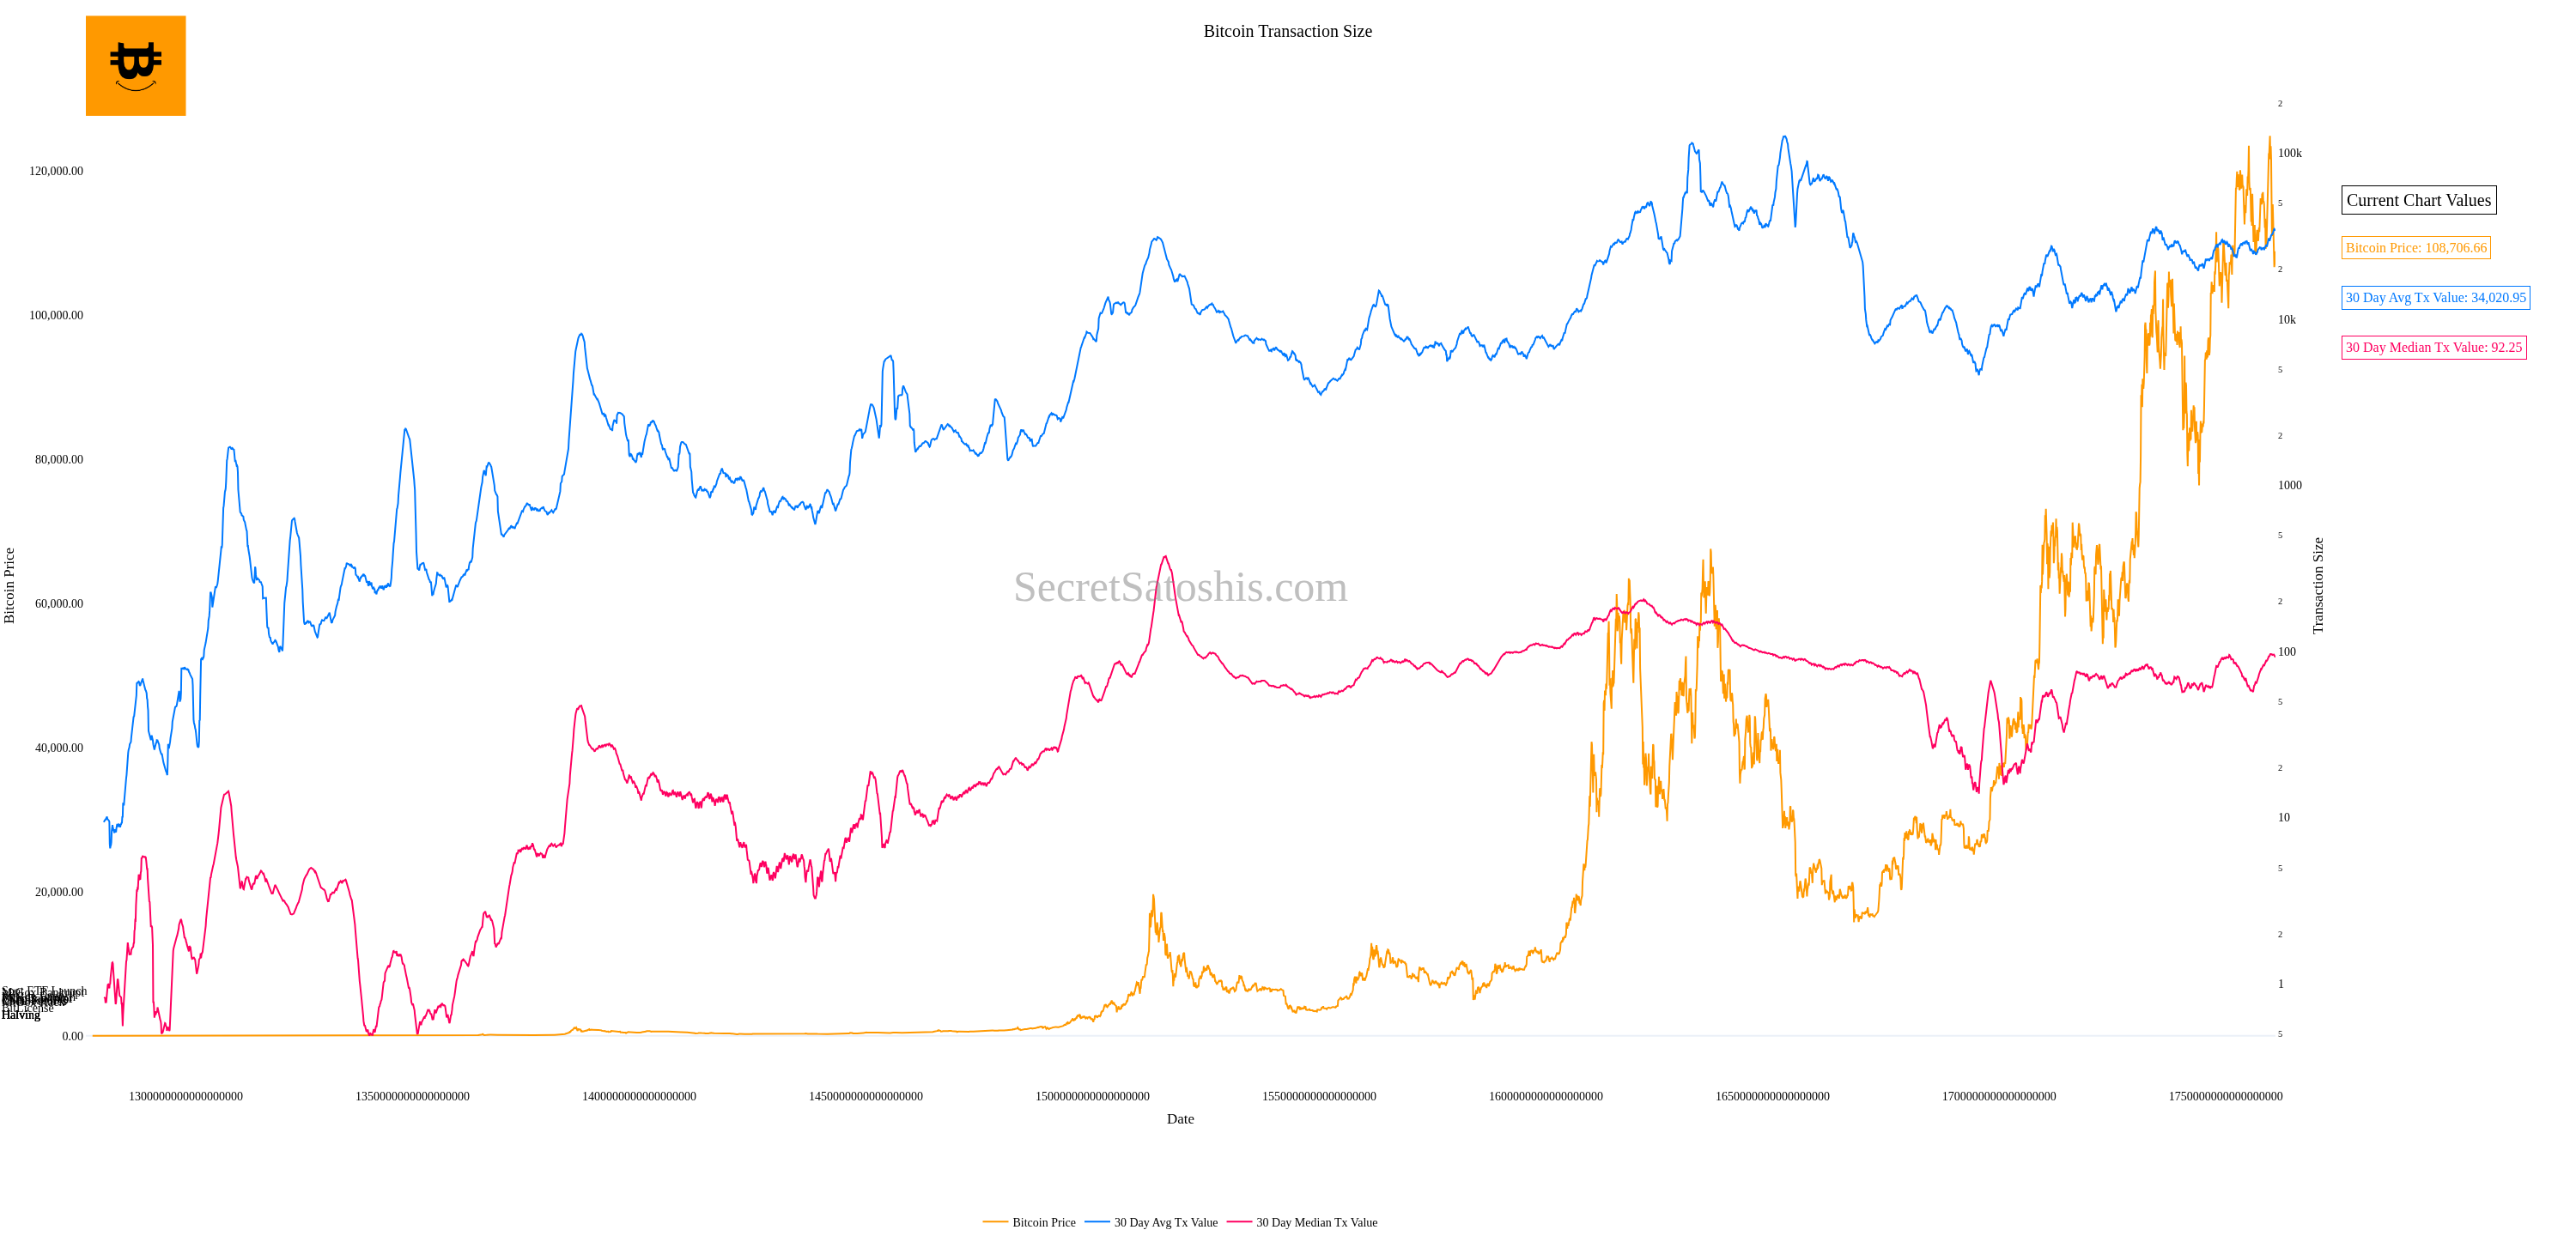 Bitcoin Transaction Size
2
120,000.00
100k
Current Chart Values
5
Bitcoin Price: 108,706.66
2
30 Day Avg Tx Value: 34,020.95
100,000.00
10k
30 Day Median Tx Value: 92.25
5
2
80,000.00
1000
5
Bitcoin Price
Transaction Size
SecretSatoshis.com
60,000.00
2
100
5
40,000.00
2
10
20,000.00
5
2
1
Halving
0.00
5
1300000000000000000
1350000000000000000
1400000000000000000
1450000000000000000
1500000000000000000
1550000000000000000
1600000000000000000
1650000000000000000
1700000000000000000
1750000000000000000
Date
Bitcoin Price
30 Day Avg Tx Value
30 Day Median Tx Value